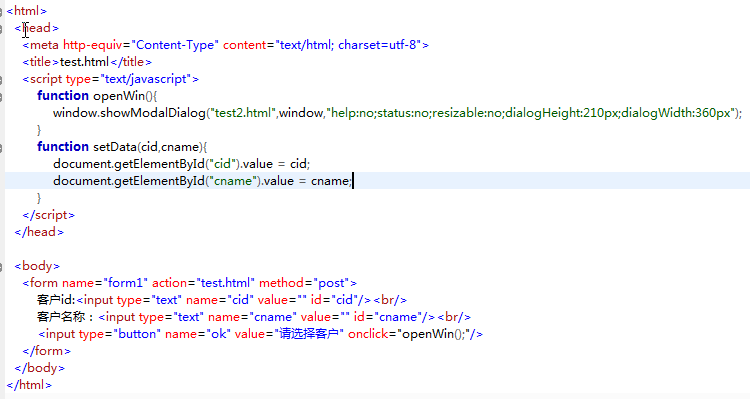 <html>
<head>
<meta http-equiv="Content-Type" content="text/html; charset=utf-8">
<title>test.html</title>
<script type="text/javascript">
function openWin(){
window.showModalDialog("test2.html",window,"help:no;status:no;resizable:no;dialogHeight:210px;dialogWidth:360px");
}
function setData(cid,cname){
document.getElementById("cid").value = cid;
document.getElementById("cname").value = cname;
}
</script>
</head>
<body>
<form name="form1" action="test.html" method="post">
客户id:<input type="text" name="cid" value="" id="cid"/><br/>
客户名称：<input type="text" name="cname" value="" id="cname"/><br/>
<input type="button" name="ok" value="请选择客户" onclick="openWin();"/>
</form>
</body>
</html>